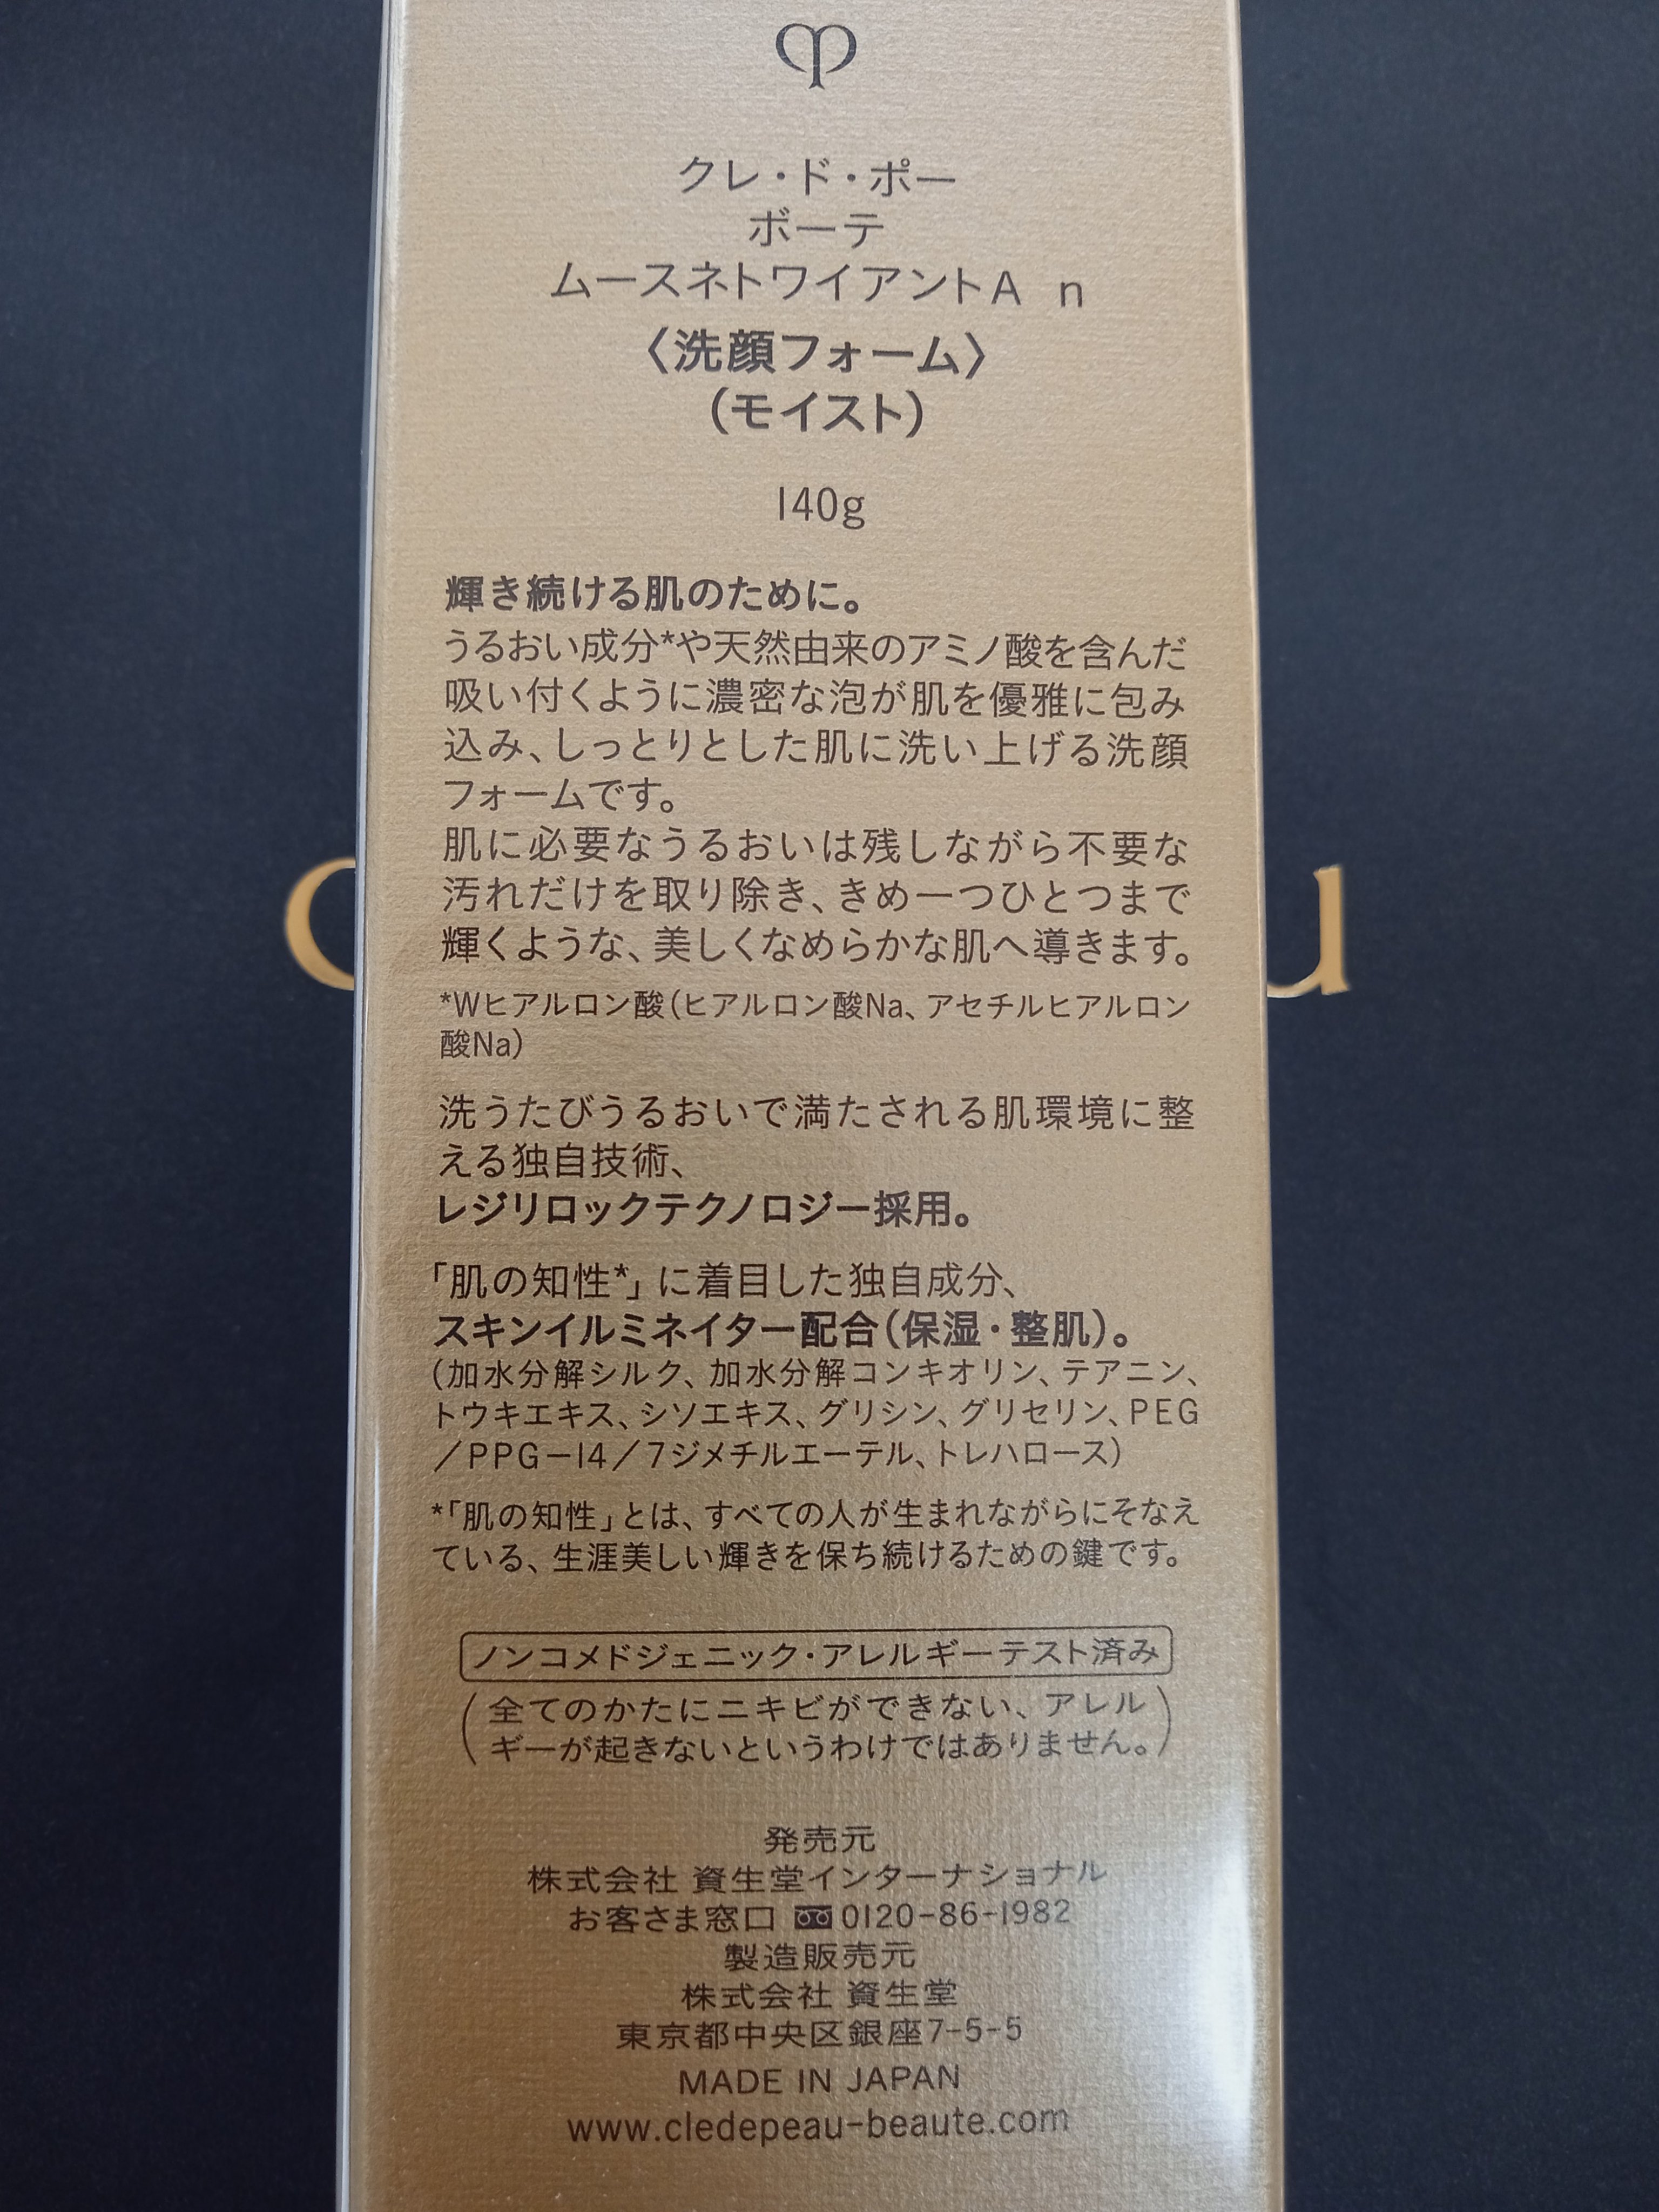 クレ・ド・ポー
ボーテ
ムースネトワイアントA n
〈洗顔フォーム〉
(モイスト)
140g
輝き続ける肌のために。
うるおい成分*や天然由来のアミノ酸を含んだ
吸い付くように濃密な泡が肌を優雅に包み
込み、しっとりとした肌に洗い上げる洗顔
フォームです。
肌に必要なうるおいは残しながら不要な
汚れだけを取り除き、きめ一つひとつまで
輝くような、美しくなめらかな肌へ導きます。
*Wヒアルロン酸(ヒアルロン酸Na、アセチルヒアルロン
酸Na)
洗うたびうるおいで満たされる肌環境に整
える独自技術、
レジリロックテクノロジー採用。
「肌の知性*」に着目した独自成分、
スキンイルミネイター配合(保湿・整肌)。
(加水分解シルク、加水分解コンキオリン、テアニン、
トウキエキス、シソエキス、グリシン、グリセリン、PEG
/PPG-14/7ジメチルエーテル、トレハロース)
*「肌の知性」とは、すべての人が生まれながらにそなえ
ている、生涯美しい輝きを保ち続けるための鍵です。
ノンコメドジェニック・アレルギーテスト済み
(全てのかたにニキビができない、アレル
ギーが起きないというわけではありません。)
発売元
株式会社 資生堂インターナショナル
お客さま窓口 0120-86-1982
製造販売元
株式会社 資生堂
東京都中央区銀座7-5-5
MADE IN JAPAN
www.cledepeau-beaute.com